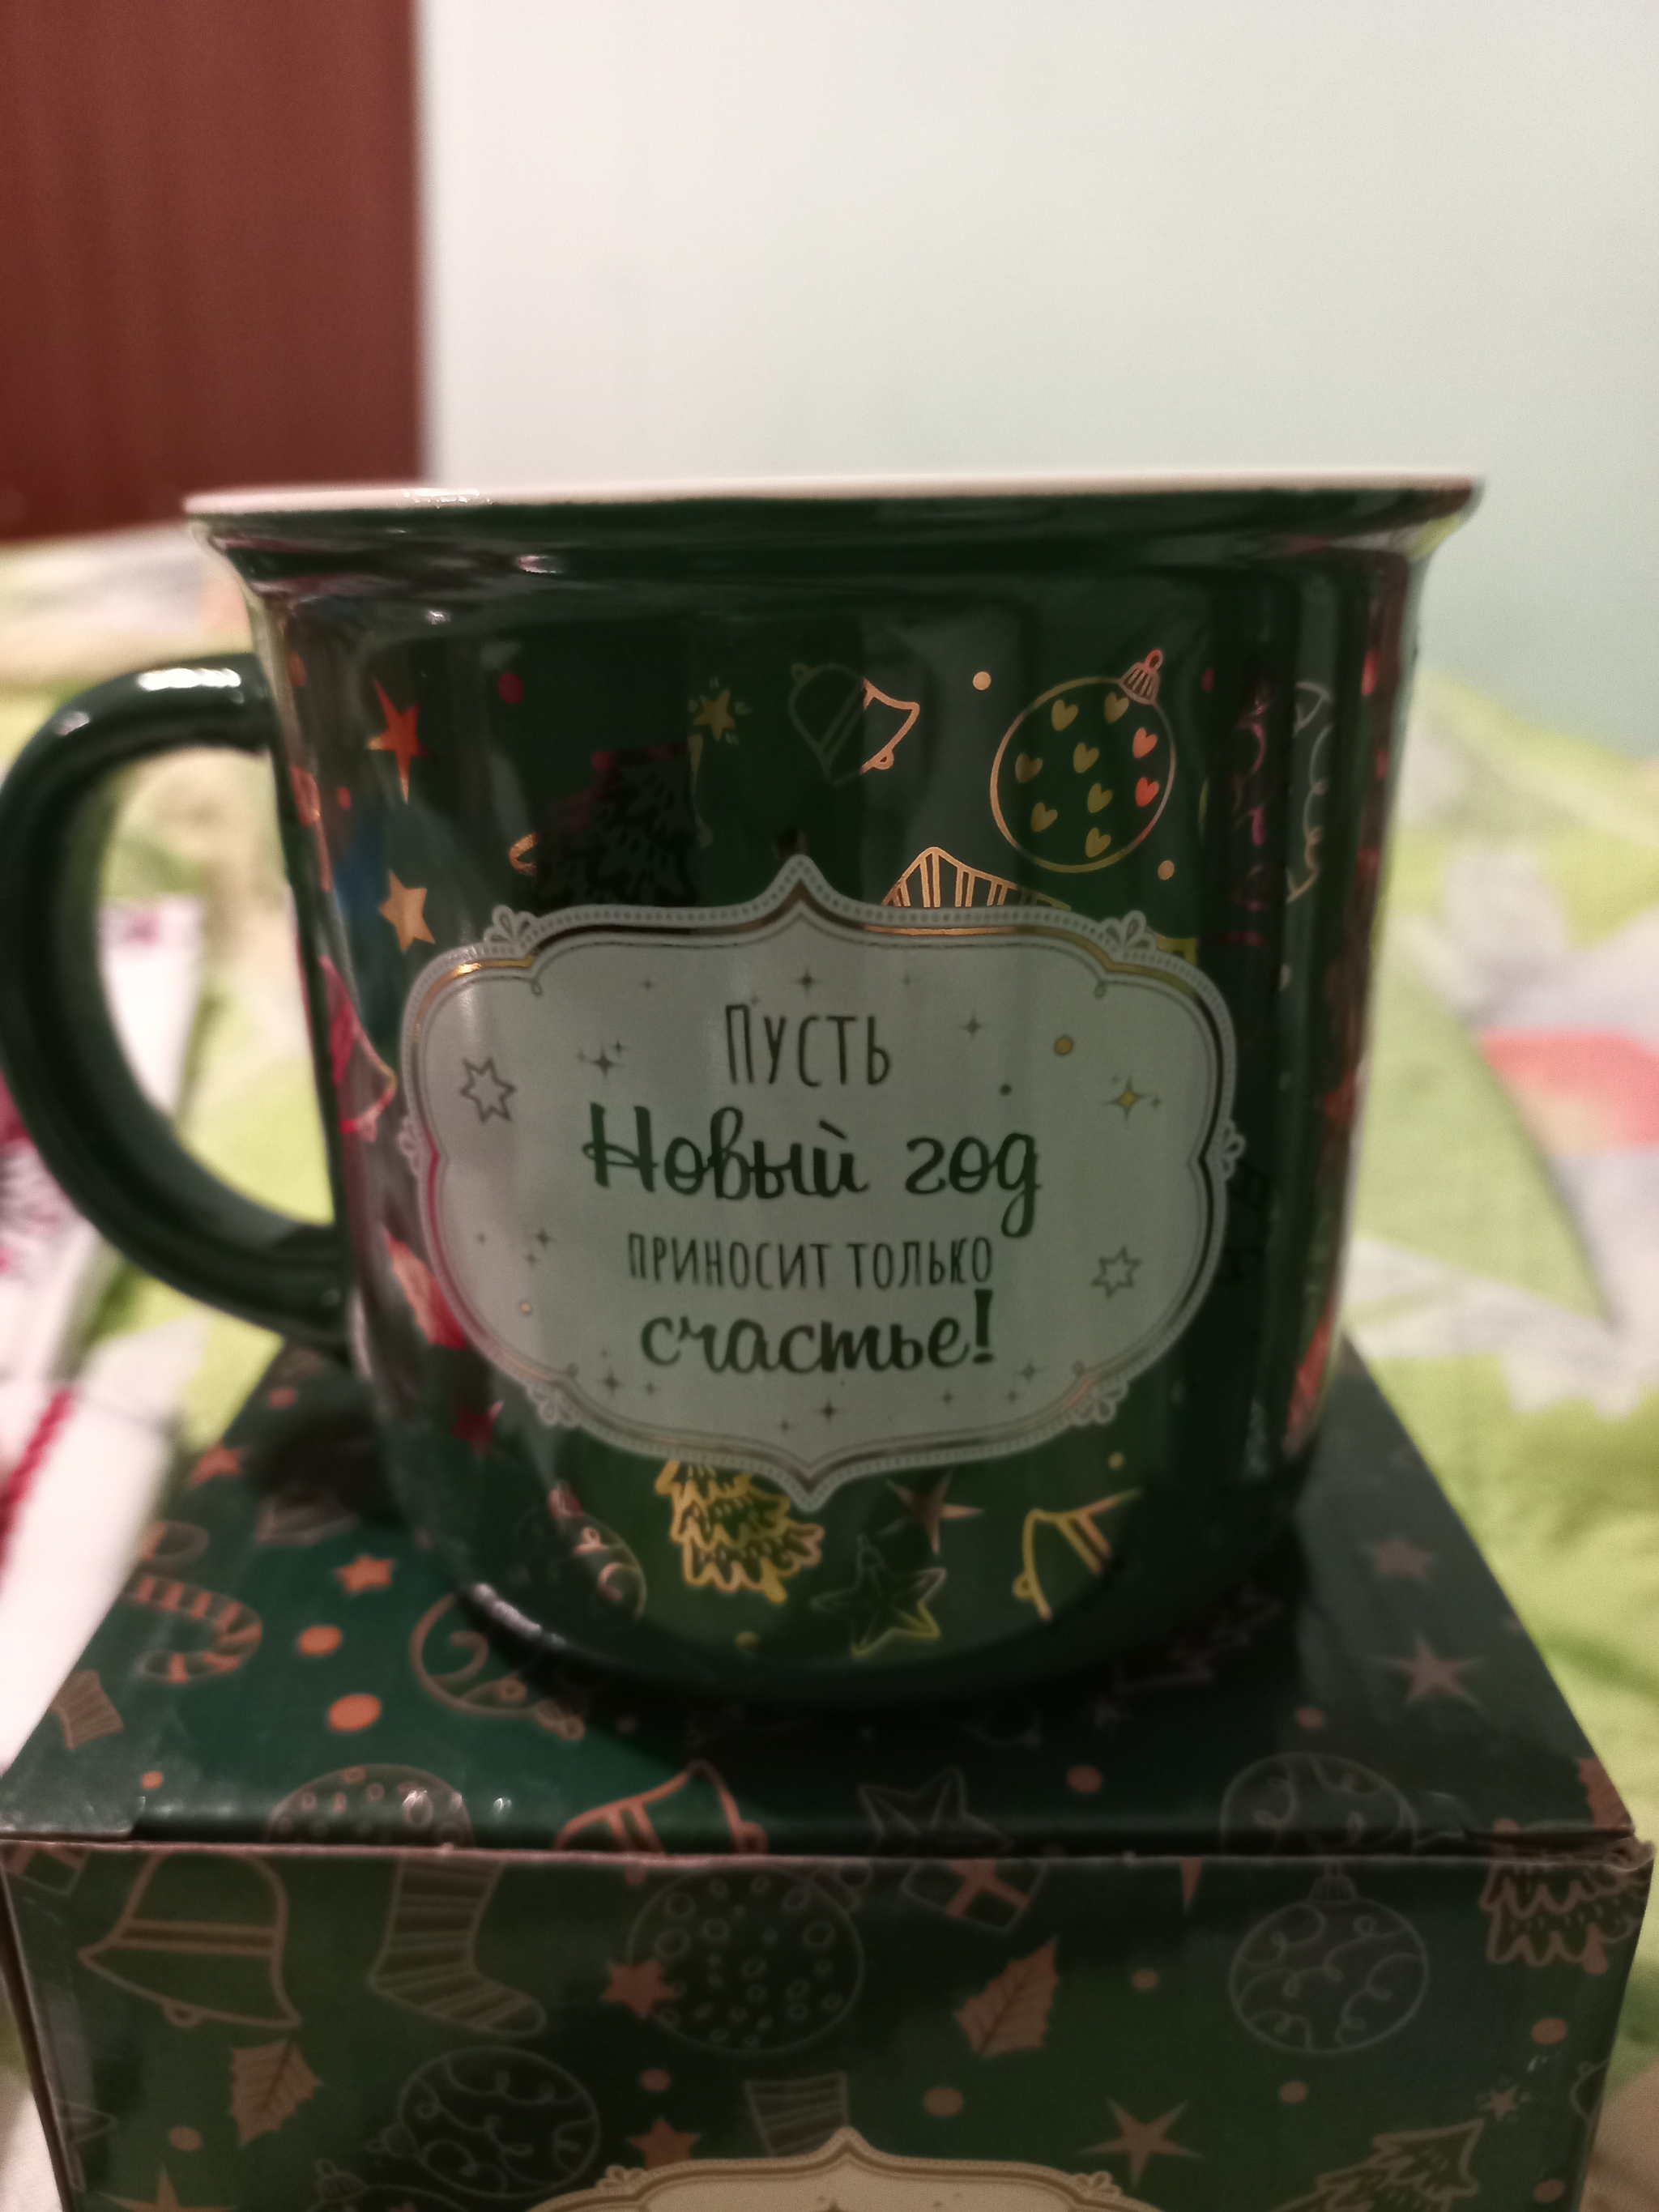 Пусть
Новый год
приносит только
счастье!